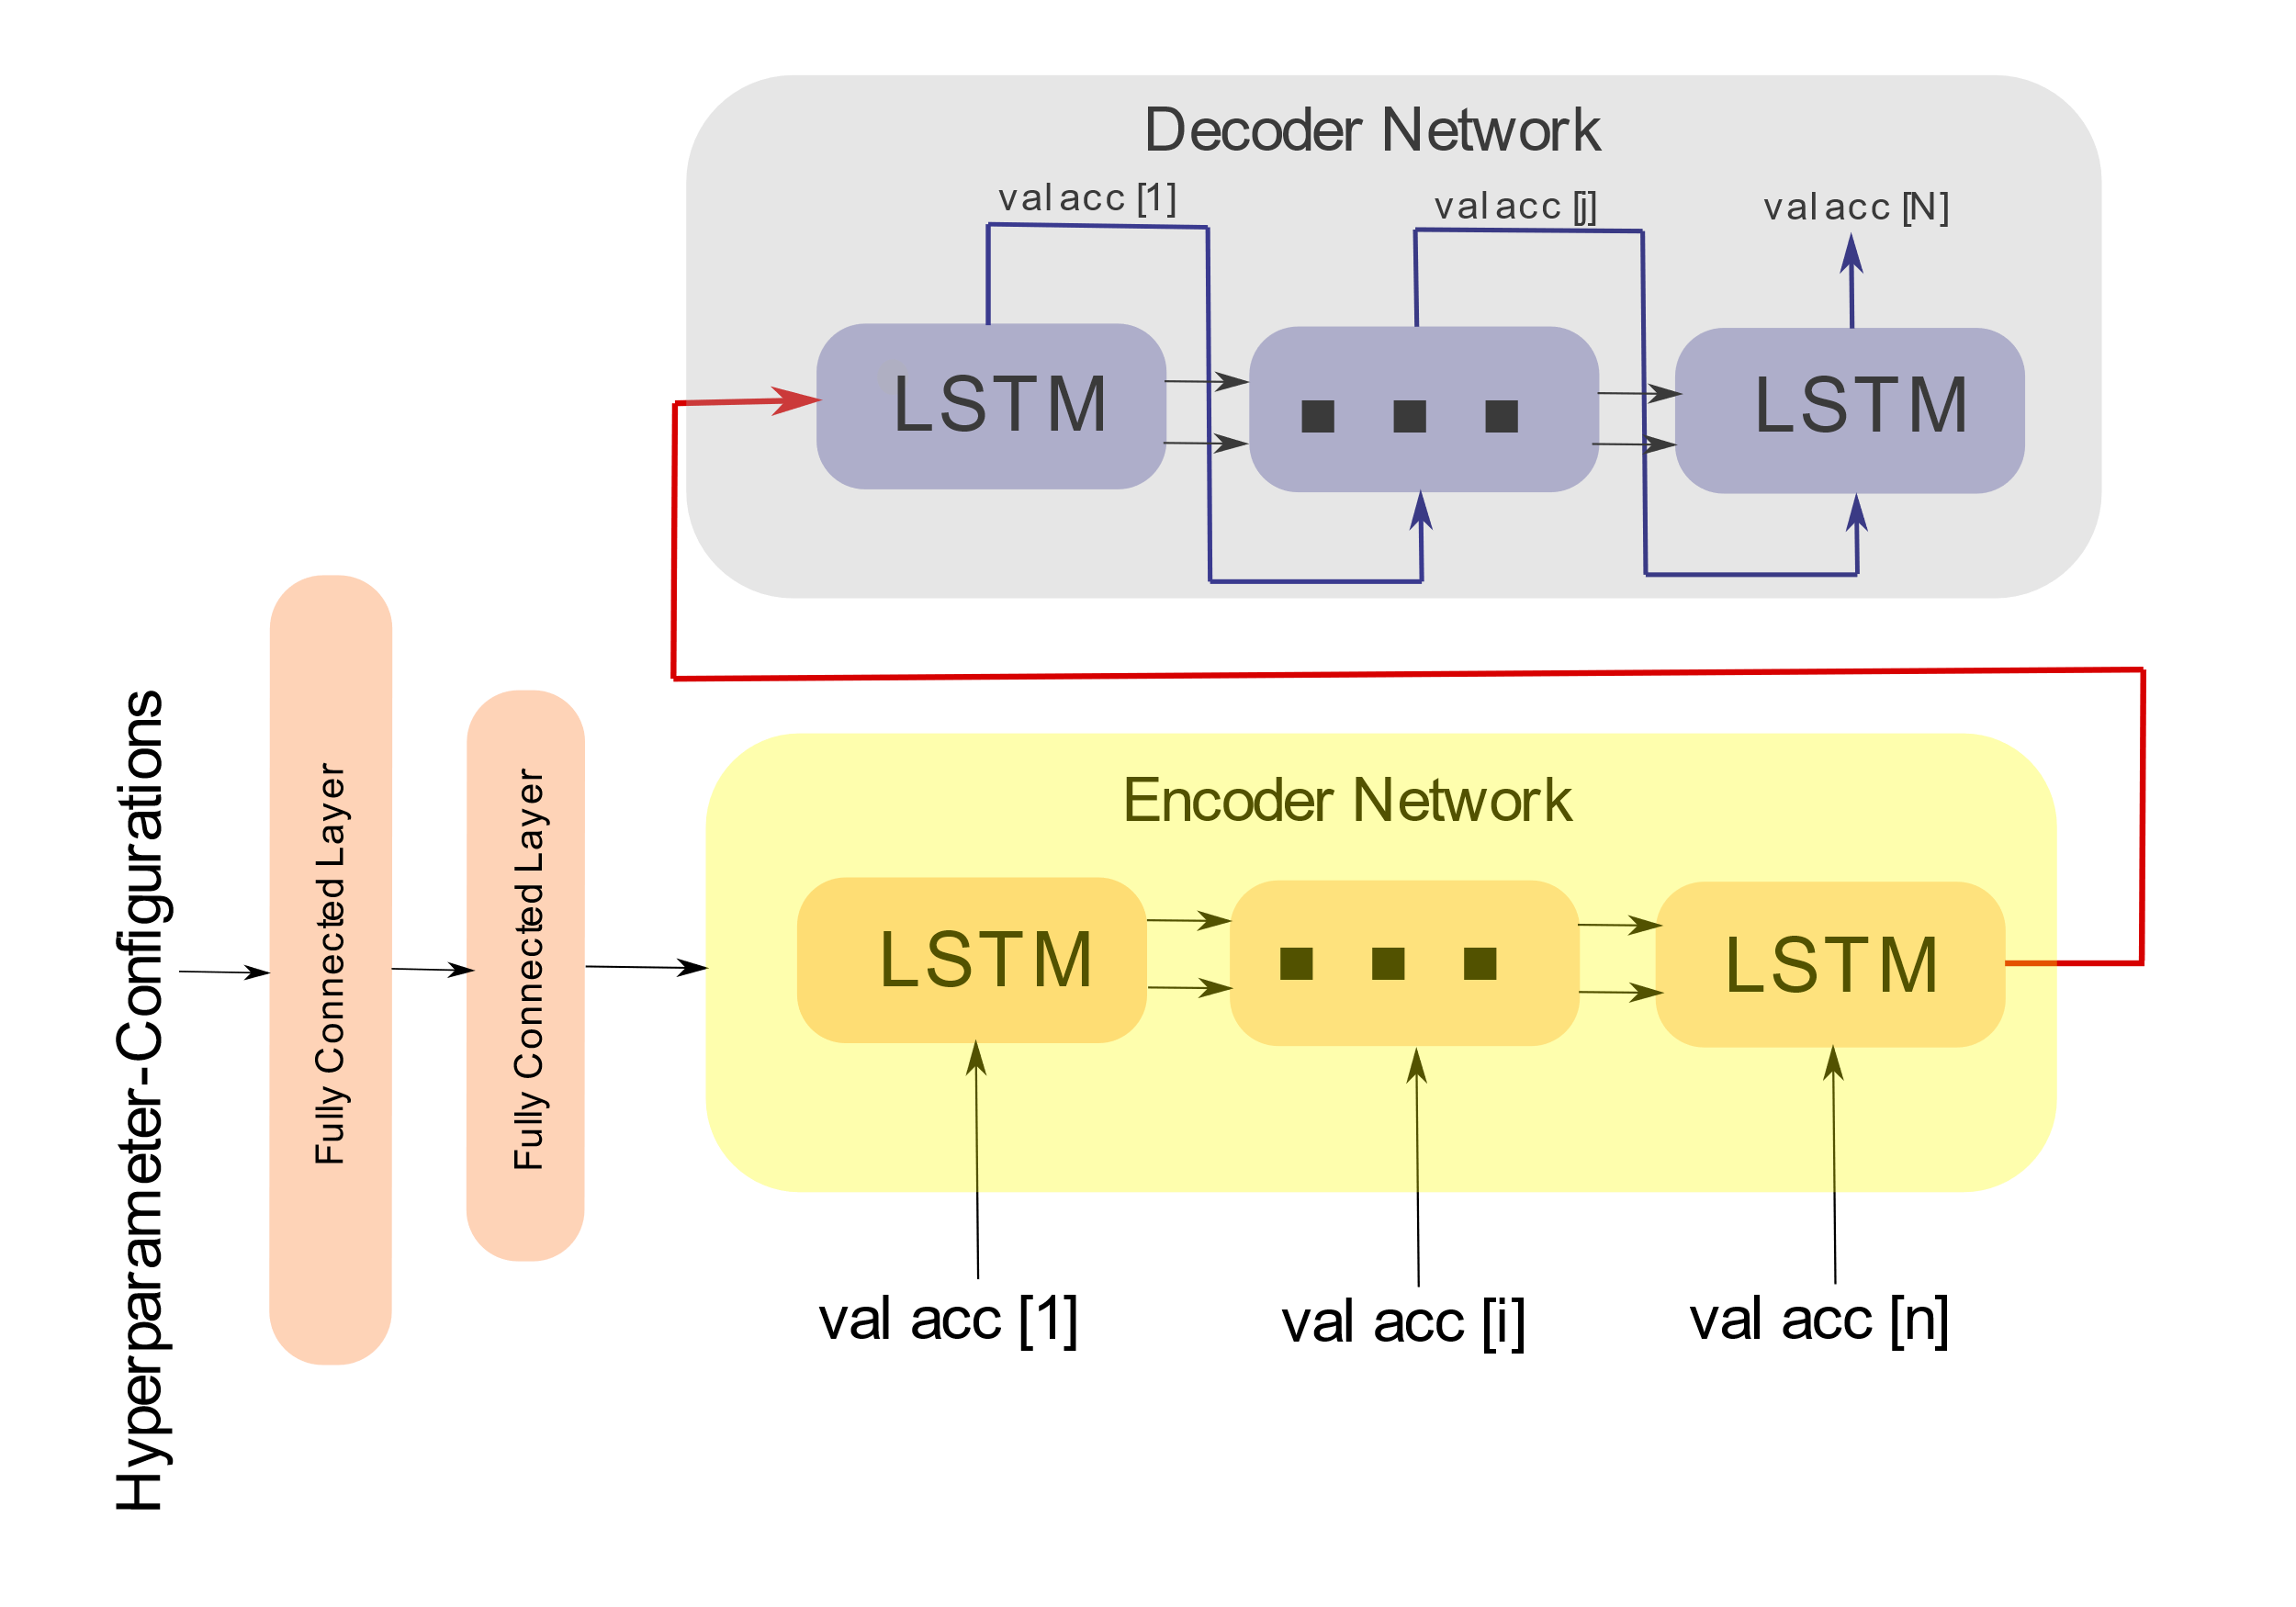 Decoder Network
val acc [1]
val acc [j]
val acc [N]
LSTM
LSTM
Hyperparameter-Configurations
Fully Connected Layer
Fully Connected Layer
Encoder Network
LSTM
LSTM
val acc [1]
val acc [i]
val acc [n]